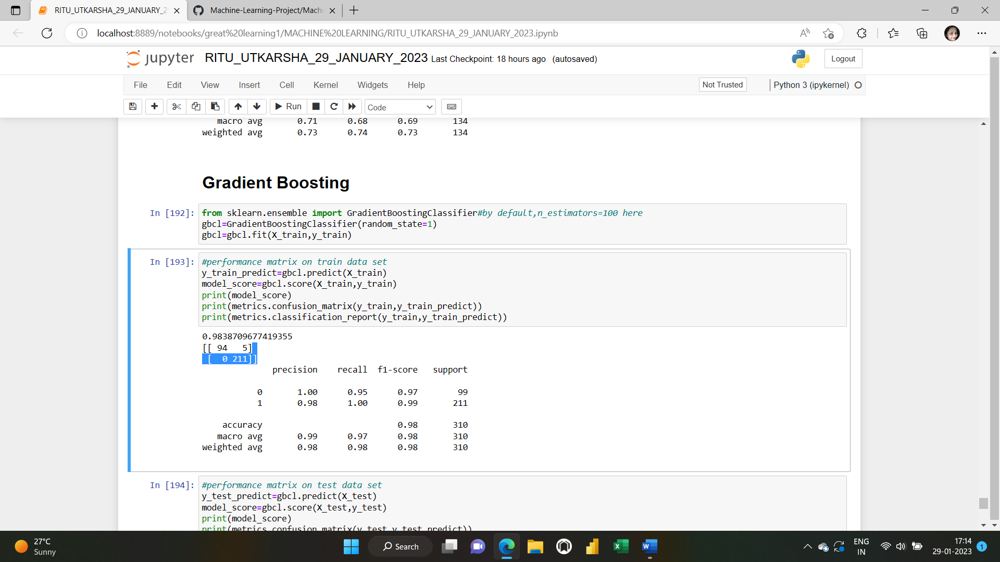 RITU_UTKARSHA_29_JANUARY_2
Machine-Learning-Project/Machi
localhost:8889/notebooks/great%20learning1/MACHINE%20LEARNING/RITU_UTKARSHA_29_JANUARY_2023.ipynb
jupyter RITU_UTKARSHA_29_JANUARY_2023 Last Checkpoint: 18 hours ago (autosaved)
Logout
File Edit View Insert Cell Kernel Widgets Help
Not Trusted
Python 3 (ipykernel)
Run
Code
macro avg 0.71 0.68 0.69 134
weighted avg 0.73 0.74 0.73 134
Gradient Boosting
In [192]: from sklearn.ensemble import GradientBoostingClassifier#by default,n_estimators=100 here
gbcl=GradientBoostingClassifier(random_state=1)
gbcl=gbcl.fit(X_train,y_train)
In [193]: #performance matrix on train data set
y_train_predict=gbcl.predict(X_train)
model_score=gbcl.score(X_train,y_train)
print(model_score)
print(metrics.confusion_matrix(y_train,y_train_predict))
print(metrics.classification_report(y_train,y_train_predict))
0.9838709677419355
[[ 94 5]
[ 0 211]]
precision recall f1-score support
0 1.00 0.95 0.97 99
1 0.98 1.00 0.99 211
accuracy 0.98 310
macro avg 0.99 0.97 0.98 310
weighted avg 0.98 0.98 0.98 310
In [194]: #performance matrix on test data set
y_test_predict=gbcl.predict(X_test)
model_score=gbcl.score(X_test,y_test)
print(model_score)
print(metrics.confusion_matrix(y_test,y_test_predict))
27°C
Sunny
Search
ENG
IN
17:14
29-01-2023
1